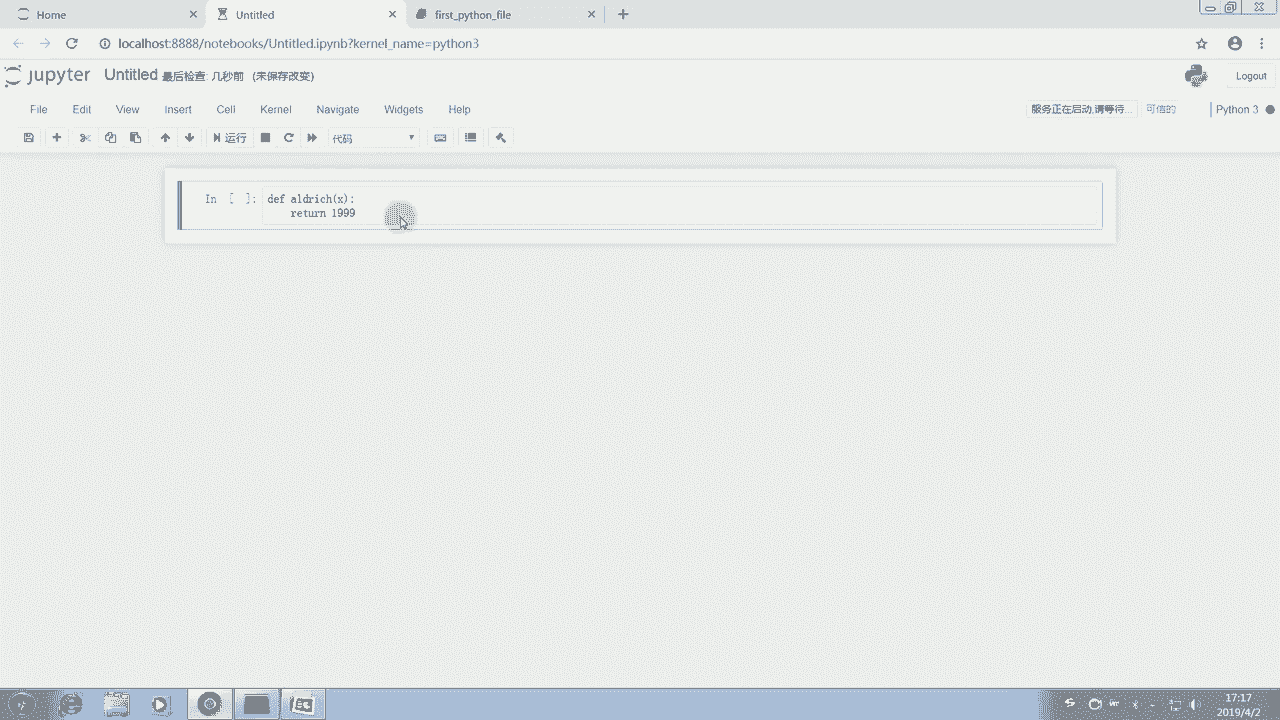 Home
Untitled
first_python_file
localhost:8888/notebooks/Untitled.ipynb?kernel_name=python3
jupyter Untitled 最后检查: 几秒前 (未保存改变)
Logout
File Edit View Insert Cell Kernel Navigate Widgets Help
服务正在启动,请等待... 可信的 Python 3
运行 代码
In [ ]: def aldrich(x):
return 1999
17:17
2019/4/2